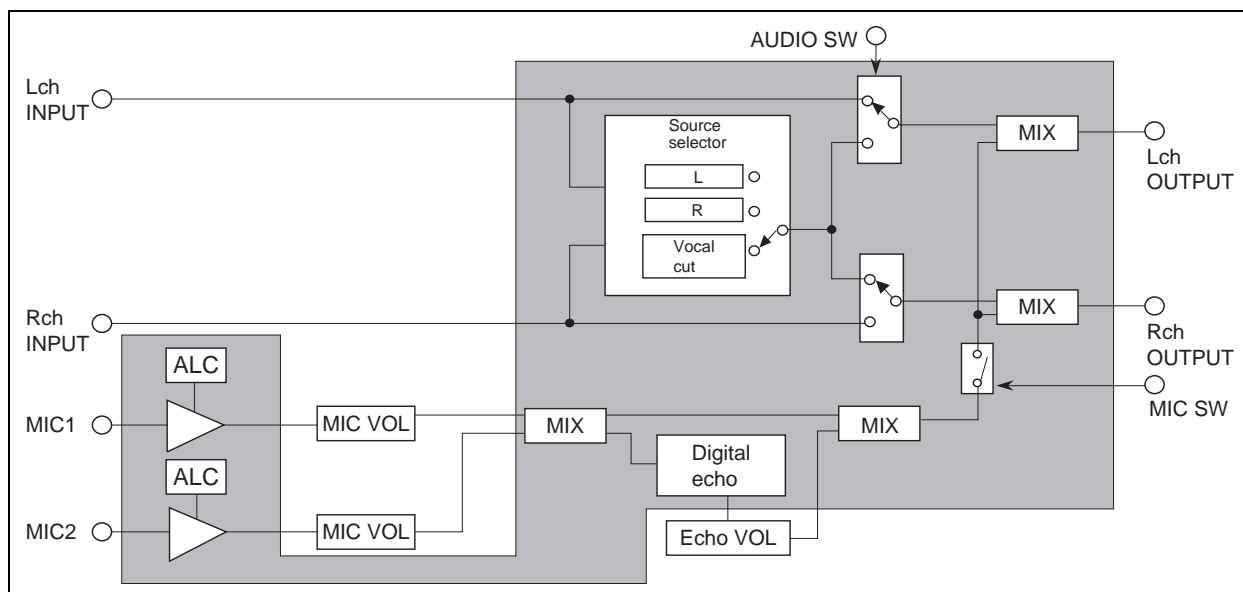 AUDIO SW
Lch
INPUT
Source
selector
L
R
Vocal
cut
MIX
Lch
OUTPUT
Rch
INPUT
MIX
Rch
OUTPUT
ALC
MIC1
MIC VOL
MIX
MIX
MIC SW
ALC
Digital
echo
MIC2
MIC VOL
Echo VOL